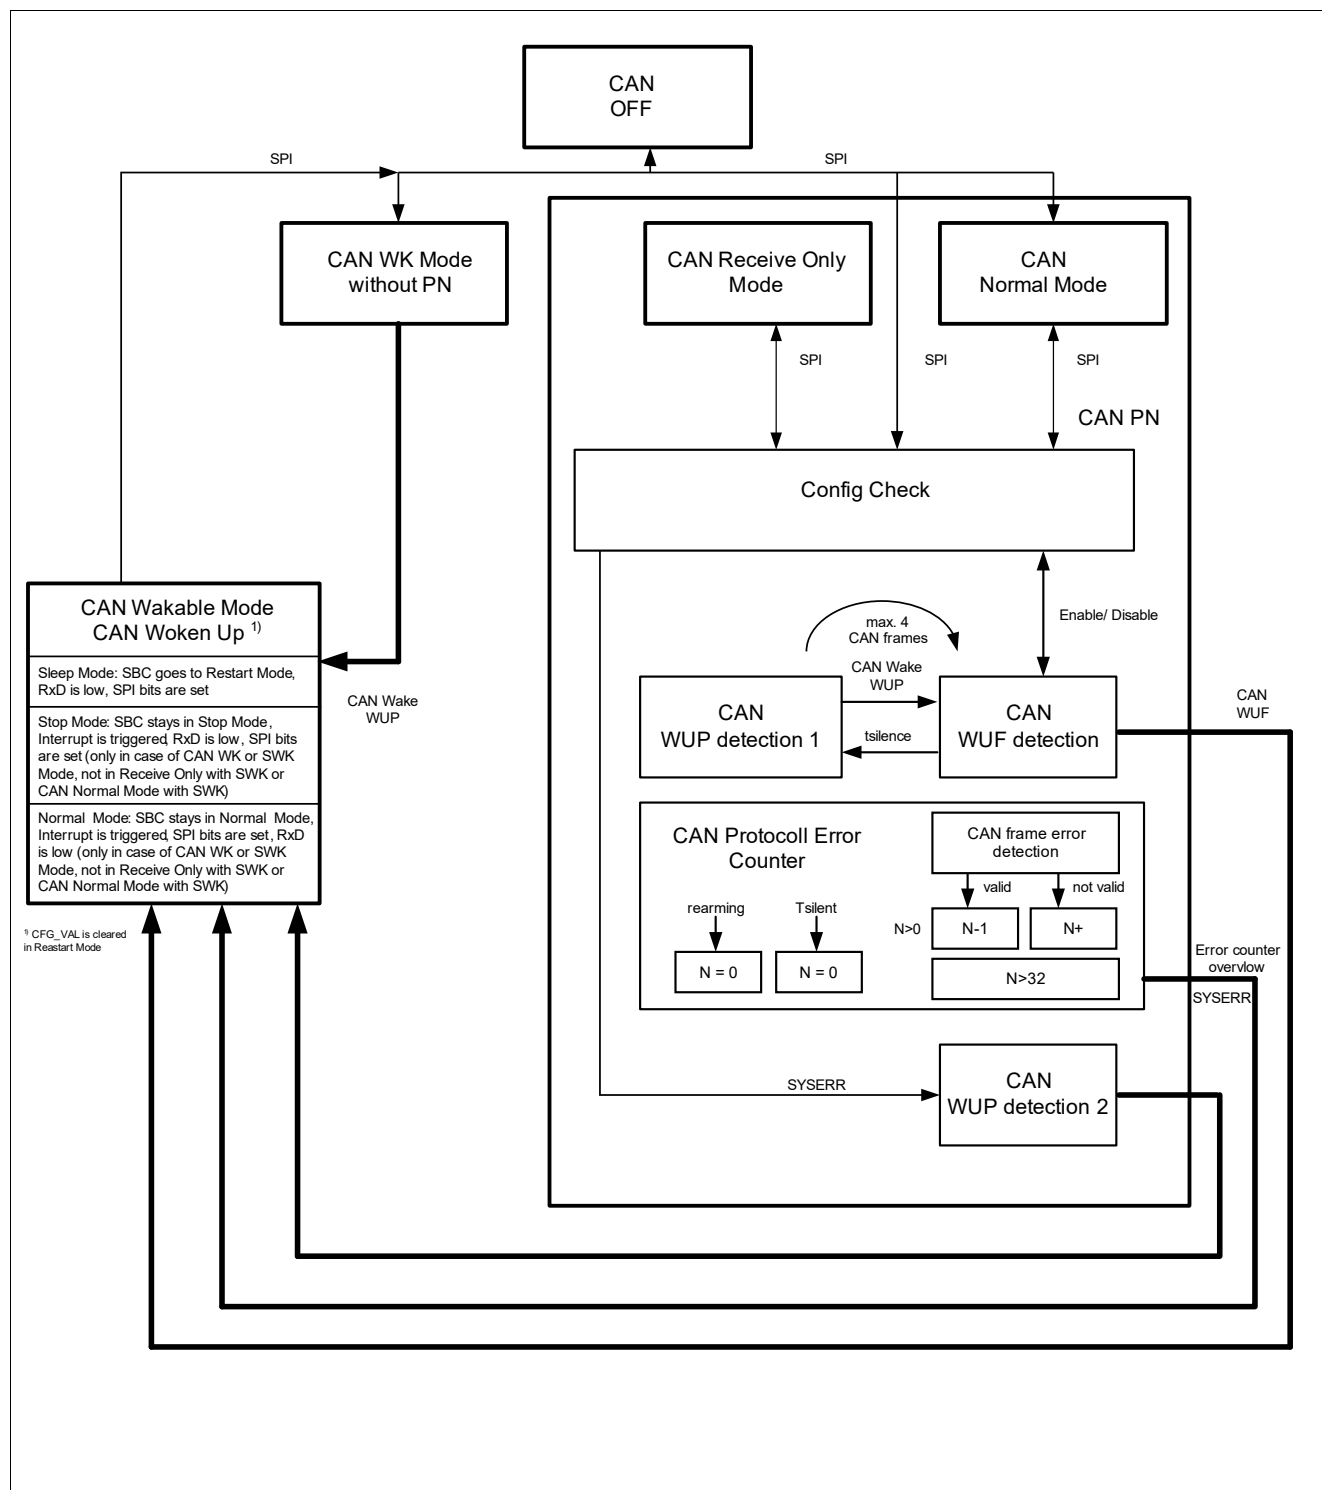 CAN
OFF
SPI
SPI
CAN WK Mode
without PN
CAN Receive Only
Mode
CAN
Normal Mode
SPI
SPI
SPI
CAN PN
Config Check
CAN Wakable Mode
CAN Woken Up 1)
Sleep Mode: SBC goes to Restart Mode,
RxD is low, SPI bits are set
Stop Mode: SBC stays in Stop Mode,
Interrupt is triggered, RxD is low, SPI bits
are set (only in case of CAN WK or SWK
Mode, not in Receive Only with SWK or
CAN Normal Mode with SWK)
Normal Mode: SBC stays in Normal Mode,
Interrupt is triggered, SPI bits are set, RxD
is low (only in case of CAN WK or SWK
Mode, not in Receive Only with SWK or
CAN Normal Mode with SWK)
1) CFG_VAL is cleared
in Reastart Mode
CAN Wake
WUP
max. 4
CAN frames
Enable/ Disable
CAN Wake
WUP
CAN
WUP detection 1
tsilence
CAN
WUF detection
CAN
WUF
CAN Protocoll Error
Counter
CAN frame error
detection
valid
not valid
rearming
Tsilent
N>0
N-1
N+
N = 0
N = 0
N>32
Error counter
overvlow
SYSERR
SYSERR
CAN
WUP detection 2